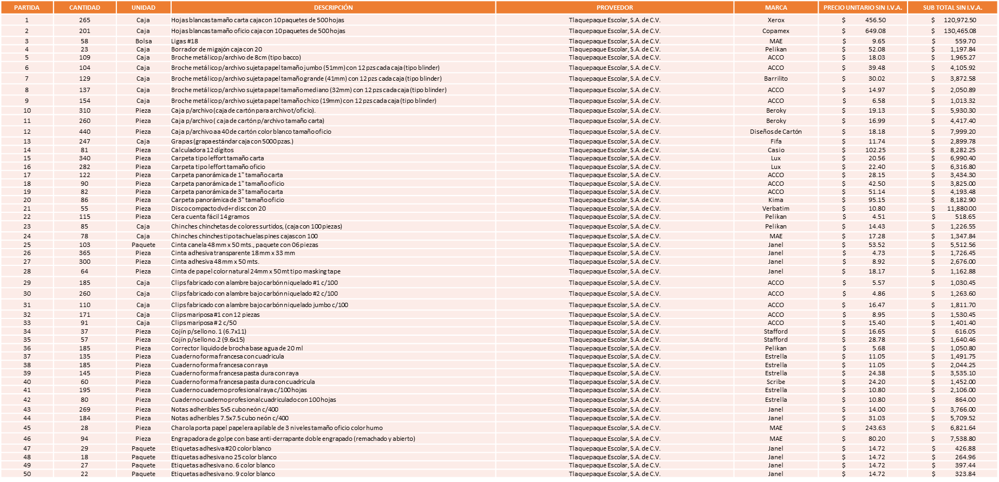 PARTIDA CANTIDAD UNIDAD DESCRIPCIÓN PROVEEDOR MARCA PRECIO UNITARIO SIN I.V.A. SUB TOTAL SIN I.V.A.
1 265 Caja Hojas blancas tamaño carta caja con 10 paquetes de 500 hojas Tlaquepaque Escolar, S.A. de C.V. Xerox $ 456.50 $ 120,972.50
2 201 Caja Hojas blancas tamaño oficio caja con 10 paquetes de 500 hojas Tlaquepaque Escolar, S.A. de C.V. Copamex $ 649.08 $ 130,465.08
3 58 Bolsa Ligas #18 Tlaquepaque Escolar, S.A. de C.V. MAE $ 9.65 $ 559.70
4 23 Caja Borrador de migajón caja con 20 Tlaquepaque Escolar, S.A. de C.V. Pelikan $ 52.08 $ 1,197.84
5 109 Caja Broche metálico p/archivo de 8cm (tipo bacco) Tlaquepaque Escolar, S.A. de C.V. ACCO $ 18.03 $ 1,965.27
6 104 Caja Broche metálico p/archivo sujeta papel tamaño jumbo (51mm) con 12 pzs cada caja (tipo blinder) Tlaquepaque Escolar, S.A. de C.V. ACCO $ 39.48 $ 4,105.92
7 129 Caja Broche metálico p/archivo sujeta papel tamaño grande (41mm) con 12 pzs cada caja (tipo blinder) Tlaquepaque Escolar, S.A. de C.V. Barrilito $ 30.02 $ 3,872.58
8 137 Caja Broche metálico p/archivo sujeta papel tamaño mediano (32mm) con 12 pzs cada caja (tipo blinder) Tlaquepaque Escolar, S.A. de C.V. ACCO $ 14.97 $ 2,050.89
9 154 Caja Broche metálico p/archivo sujeta papel tamaño chico (19mm) con 12 pzs cada caja (tipo blinder) Tlaquepaque Escolar, S.A. de C.V. ACCO $ 6.58 $ 1,013.32
10 310 Pieza Caja p/archivo (caja de cartón para archivo t/oficio). Tlaquepaque Escolar, S.A. de C.V. Beroky $ 19.13 $ 5,930.30
11 260 Pieza Caja p/archivo ( caja de cartón p/archivo tamaño carta) Tlaquepaque Escolar, S.A. de C.V. Beroky $ 16.99 $ 4,417.40
12 440 Pieza Caja p/archivo aa 40 de cartón color blanco tamaño oficio Tlaquepaque Escolar, S.A. de C.V. Diseños de Cartón $ 18.18 $ 7,999.20
13 247 Caja Grapas (grapa estándar caja con 5000 pzas.) Tlaquepaque Escolar, S.A. de C.V. Fifa $ 11.74 $ 2,899.78
14 81 Pieza Calculadora 12 dígitos Tlaquepaque Escolar, S.A. de C.V. Casio $ 102.25 $ 8,282.25
15 340 Pieza Carpeta tipo leffort tamaño carta Tlaquepaque Escolar, S.A. de C.V. Lux $ 20.56 $ 6,990.40
16 282 Pieza Carpeta tipo leffort tamaño oficio Tlaquepaque Escolar, S.A. de C.V. Lux $ 22.40 $ 6,316.80
17 122 Pieza Carpeta panorámica de 1" tamaño carta Tlaquepaque Escolar, S.A. de C.V. ACCO $ 28.15 $ 3,434.30
18 90 Pieza Carpeta panorámica de 1" tamaño oficio Tlaquepaque Escolar, S.A. de C.V. ACCO $ 42.50 $ 3,825.00
19 82 Pieza Carpeta panorámica de 3" tamaño carta Tlaquepaque Escolar, S.A. de C.V. ACCO $ 51.14 $ 4,193.48
20 86 Pieza Carpeta panorámica de 3" tamaño oficio Tlaquepaque Escolar, S.A. de C.V. Kima $ 95.15 $ 8,182.90
21 55 Pieza Disco compacto dvd+r disc con 20 Tlaquepaque Escolar, S.A. de C.V. Verbatim $ 10.80 $ 11,880.00
22 115 Pieza Cera cuenta fácil 14 gramos Tlaquepaque Escolar, S.A. de C.V. Pelikan $ 4.51 $ 518.65
23 85 Caja Chinches chinchetas de colores surtidos, (caja con 100 piezas) Tlaquepaque Escolar, S.A. de C.V. Pelikan $ 14.43 $ 1,226.55
24 78 Caja Chinches chinches tipo tachuelas pines cajas con 100 Tlaquepaque Escolar, S.A. de C.V. MAE $ 17.28 $ 1,347.84
25 103 Paquete Cinta canela 48 mm x 50 mts., paquete con 06 piezas Tlaquepaque Escolar, S.A. de C.V. Janel $ 53.52 $ 5,512.56
26 365 Pieza Cinta adhesiva transparente 18 mm x 33 mm Tlaquepaque Escolar, S.A. de C.V. Janel $ 4.73 $ 1,726.45
27 300 Pieza Cinta adhesiva 48 mm x 50 mts. Tlaquepaque Escolar, S.A. de C.V. Janel $ 8.92 $ 2,676.00
28 64 Pieza Cinta de papel color natural 24mm x 50 mt tipo masking tape Tlaquepaque Escolar, S.A. de C.V. Janel $ 18.17 $ 1,162.88
29 185 Caja Clips fabricado con alambre bajo carbón niquelado #1 c/100 Tlaquepaque Escolar, S.A. de C.V. ACCO $ 5.57 $ 1,030.45
30 260 Caja Clips fabricado con alambre bajo carbón niquelado #2 c/100 Tlaquepaque Escolar, S.A. de C.V. ACCO $ 4.86 $ 1,263.60
31 110 Caja Clips fabricado con alambre bajo carbón niquelado jumbo c/100 Tlaquepaque Escolar, S.A. de C.V. ACCO $ 16.47 $ 1,811.70
32 171 Caja Clips mariposa #1 con 12 piezas Tlaquepaque Escolar, S.A. de C.V. ACCO $ 8.95 $ 1,530.45
33 91 Caja Clips mariposa # 2 c/50 Tlaquepaque Escolar, S.A. de C.V. ACCO $ 15.40 $ 1,401.40
34 37 Pieza Cojín p/sello no. 1 (6.7x11) Tlaquepaque Escolar, S.A. de C.V. Stafford $ 16.65 $ 616.05
35 57 Pieza Cojín p/sello no.2 (9.6x15) Tlaquepaque Escolar, S.A. de C.V. Stafford $ 28.78 $ 1,640.46
36 185 Pieza Corrector liquido de brocha base agua de 20 ml Tlaquepaque Escolar, S.A. de C.V. Pelikan $ 5.68 $ 1,050.80
37 135 Pieza Cuaderno forma francesa con cuadricula Tlaquepaque Escolar, S.A. de C.V. Estrella $ 11.05 $ 1,491.75
38 185 Pieza Cuaderno forma francesa con raya Tlaquepaque Escolar, S.A. de C.V. Estrella $ 11.05 $ 2,044.25
39 145 Pieza Cuaderno forma francesa pasta dura con raya Tlaquepaque Escolar, S.A. de C.V. Estrella $ 24.38 $ 3,535.10
40 60 Pieza Cuaderno forma francesa pasta dura con cuadricula Tlaquepaque Escolar, S.A. de C.V. Scribe $ 24.20 $ 1,452.00
41 195 Pieza Cuaderno cuaderno profesional raya c/100 hojas Tlaquepaque Escolar, S.A. de C.V. Estrella $ 10.80 $ 2,106.00
42 80 Pieza Cuaderno cuaderno profesional cuadriculado con 100 hojas Tlaquepaque Escolar, S.A. de C.V. Estrella $ 10.80 $ 864.00
43 269 Pieza Notas adheribles 5x5 cubo neón c/400 Tlaquepaque Escolar, S.A. de C.V. Janel $ 14.00 $ 3,766.00
44 184 Pieza Notas adheribles 7.5x7.5 cubo neón c/400 Tlaquepaque Escolar, S.A. de C.V. Janel $ 31.03 $ 5,709.52
45 28 Pieza Charola porta papel papelera apilable de 3 niveles tamaño oficio color humo Tlaquepaque Escolar, S.A. de C.V. MAE $ 243.63 $ 6,821.64
46 94 Pieza Engrapadora de golpe con base anti-derrapante doble engrapado (remachado y abierto) Tlaquepaque Escolar, S.A. de C.V. MAE $ 80.20 $ 7,538.80
47 29 Paquete Etiquetas adhesiva #20 color blanco Tlaquepaque Escolar, S.A. de C.V. Janel $ 14.72 $ 426.88
48 18 Paquete Etiquetas adhesiva no 25 color blanco Tlaquepaque Escolar, S.A. de C.V. Janel $ 14.72 $ 264.96
49 27 Paquete Etiquetas adhesiva no. 6 color blanco Tlaquepaque Escolar, S.A. de C.V. Janel $ 14.72 $ 397.44
50 22 Paquete Etiquetas adhesiva no. 9 color blanco Tlaquepaque Escolar, S.A. de C.V. Janel $ 14.72 $ 323.84